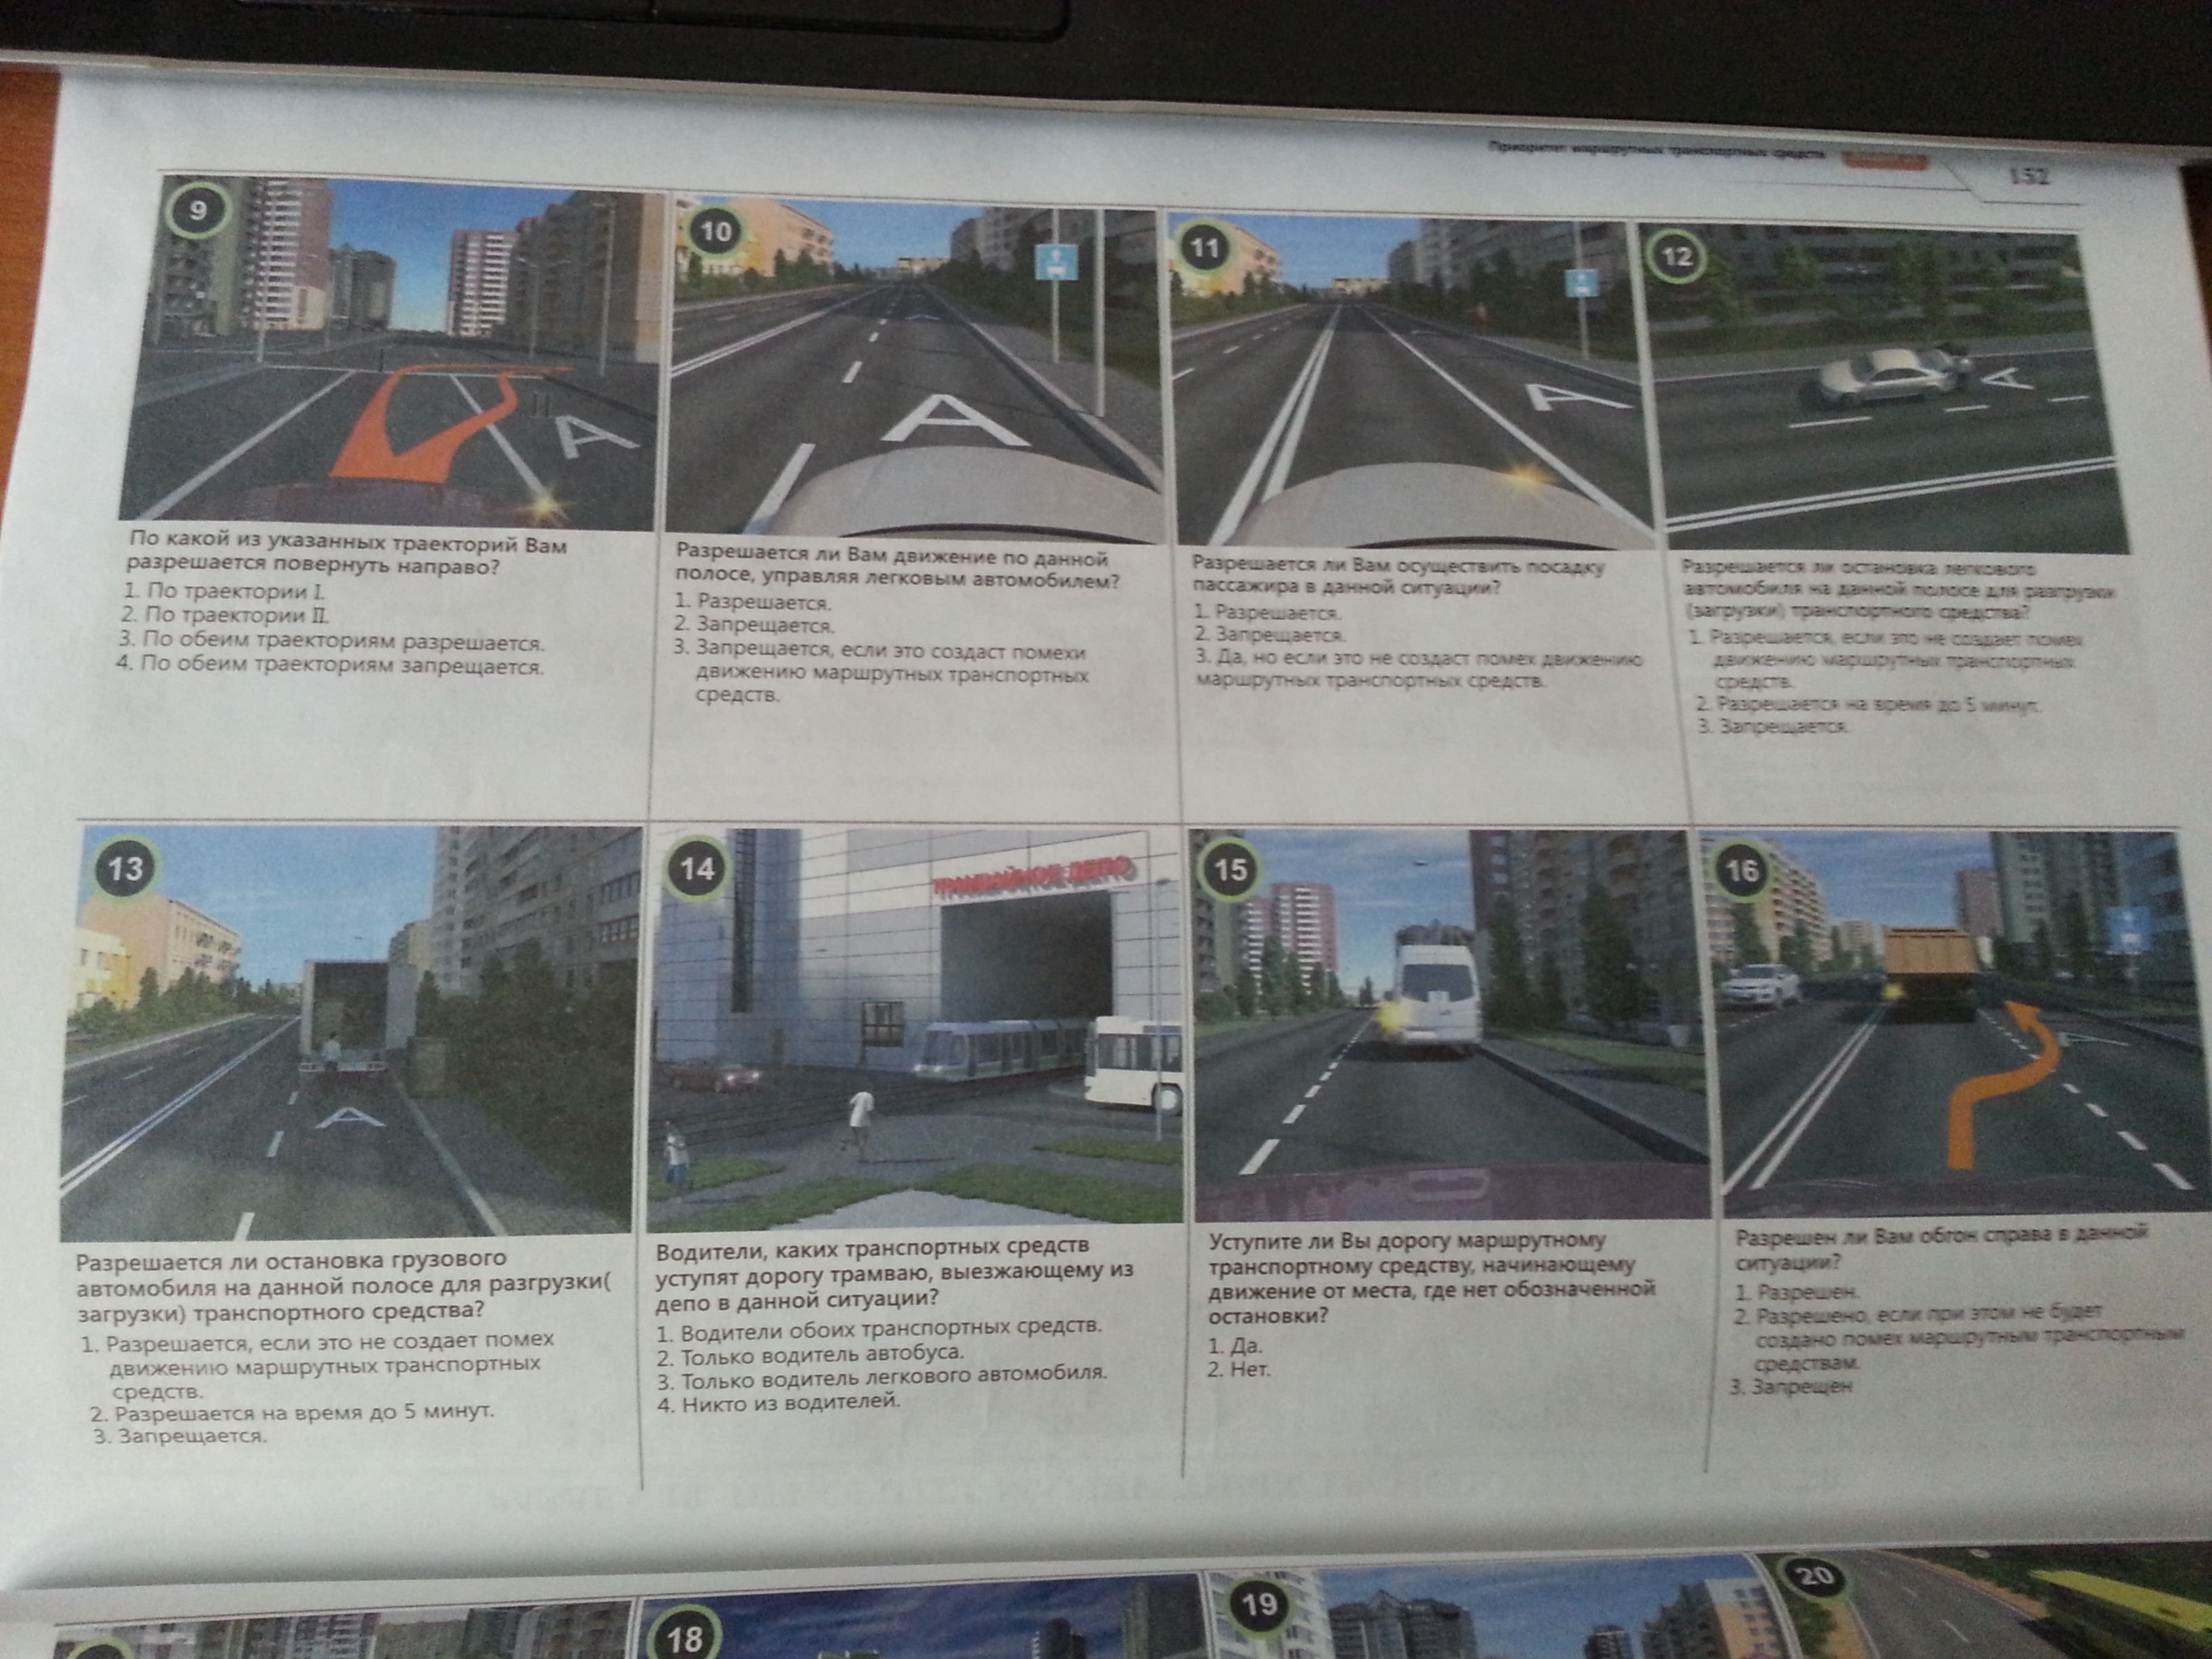 Приоритет маршрутных транспортных средств
152
9
По какой из указанных траекторий Вам
разрешается повернуть направо?
1. По траектории I.
2. По траектории II.
3. По обеим траекториям разрешается.
4. По обеим траекториям запрещается.
I
II
А
10
А
Разрешается ли Вам движение по данной
полосе, управляя легковым автомобилем?
1. Разрешается.
2. Запрещается.
3. Запрещается, если это создаст помехи
движению маршрутных транспортных
средств.
11
А
Разрешается ли Вам осуществить посадку
пассажира в данной ситуации?
1. Разрешается.
2. Запрещается.
3. Да, но если это не создаст помех движению
маршрутных транспортных средств.
12
А
Разрешается ли остановка легкового
автомобиля на данной полосе для разгрузки
(загрузки) транспортного средства?
1. Разрешается, если это не создает помех
движению маршрутных транспортных
средств.
2. Разрешается на время до 5 минут.
3. Запрещается.
13
А
Разрешается ли остановка грузового
автомобиля на данной полосе для разгрузки(
загрузки) транспортного средства?
1. Разрешается, если это не создает помех
движению маршрутных транспортных
средств.
2. Разрешается на время до 5 минут.
3. Запрещается.
14
ТРАМВАЙНОЕ ДЕПО
Водители, каких транспортных средств
уступят дорогу трамваю, выезжающему из
депо в данной ситуации?
1. Водители обоих транспортных средств.
2. Только водитель автобуса.
3. Только водитель легкового автомобиля.
4. Никто из водителей.
15
Уступите ли Вы дорогу маршрутному
транспортному средству, начинающему
движение от места, где нет обозначенной
остановки?
1. Да.
2. Нет.
16
А
Разрешен ли Вам обгон справа в данной
ситуации?
1. Разрешен.
2. Разрешено, если при этом не будет
создано помех маршрутным транспортным
средствам.
3. Запрещен
18
19
20